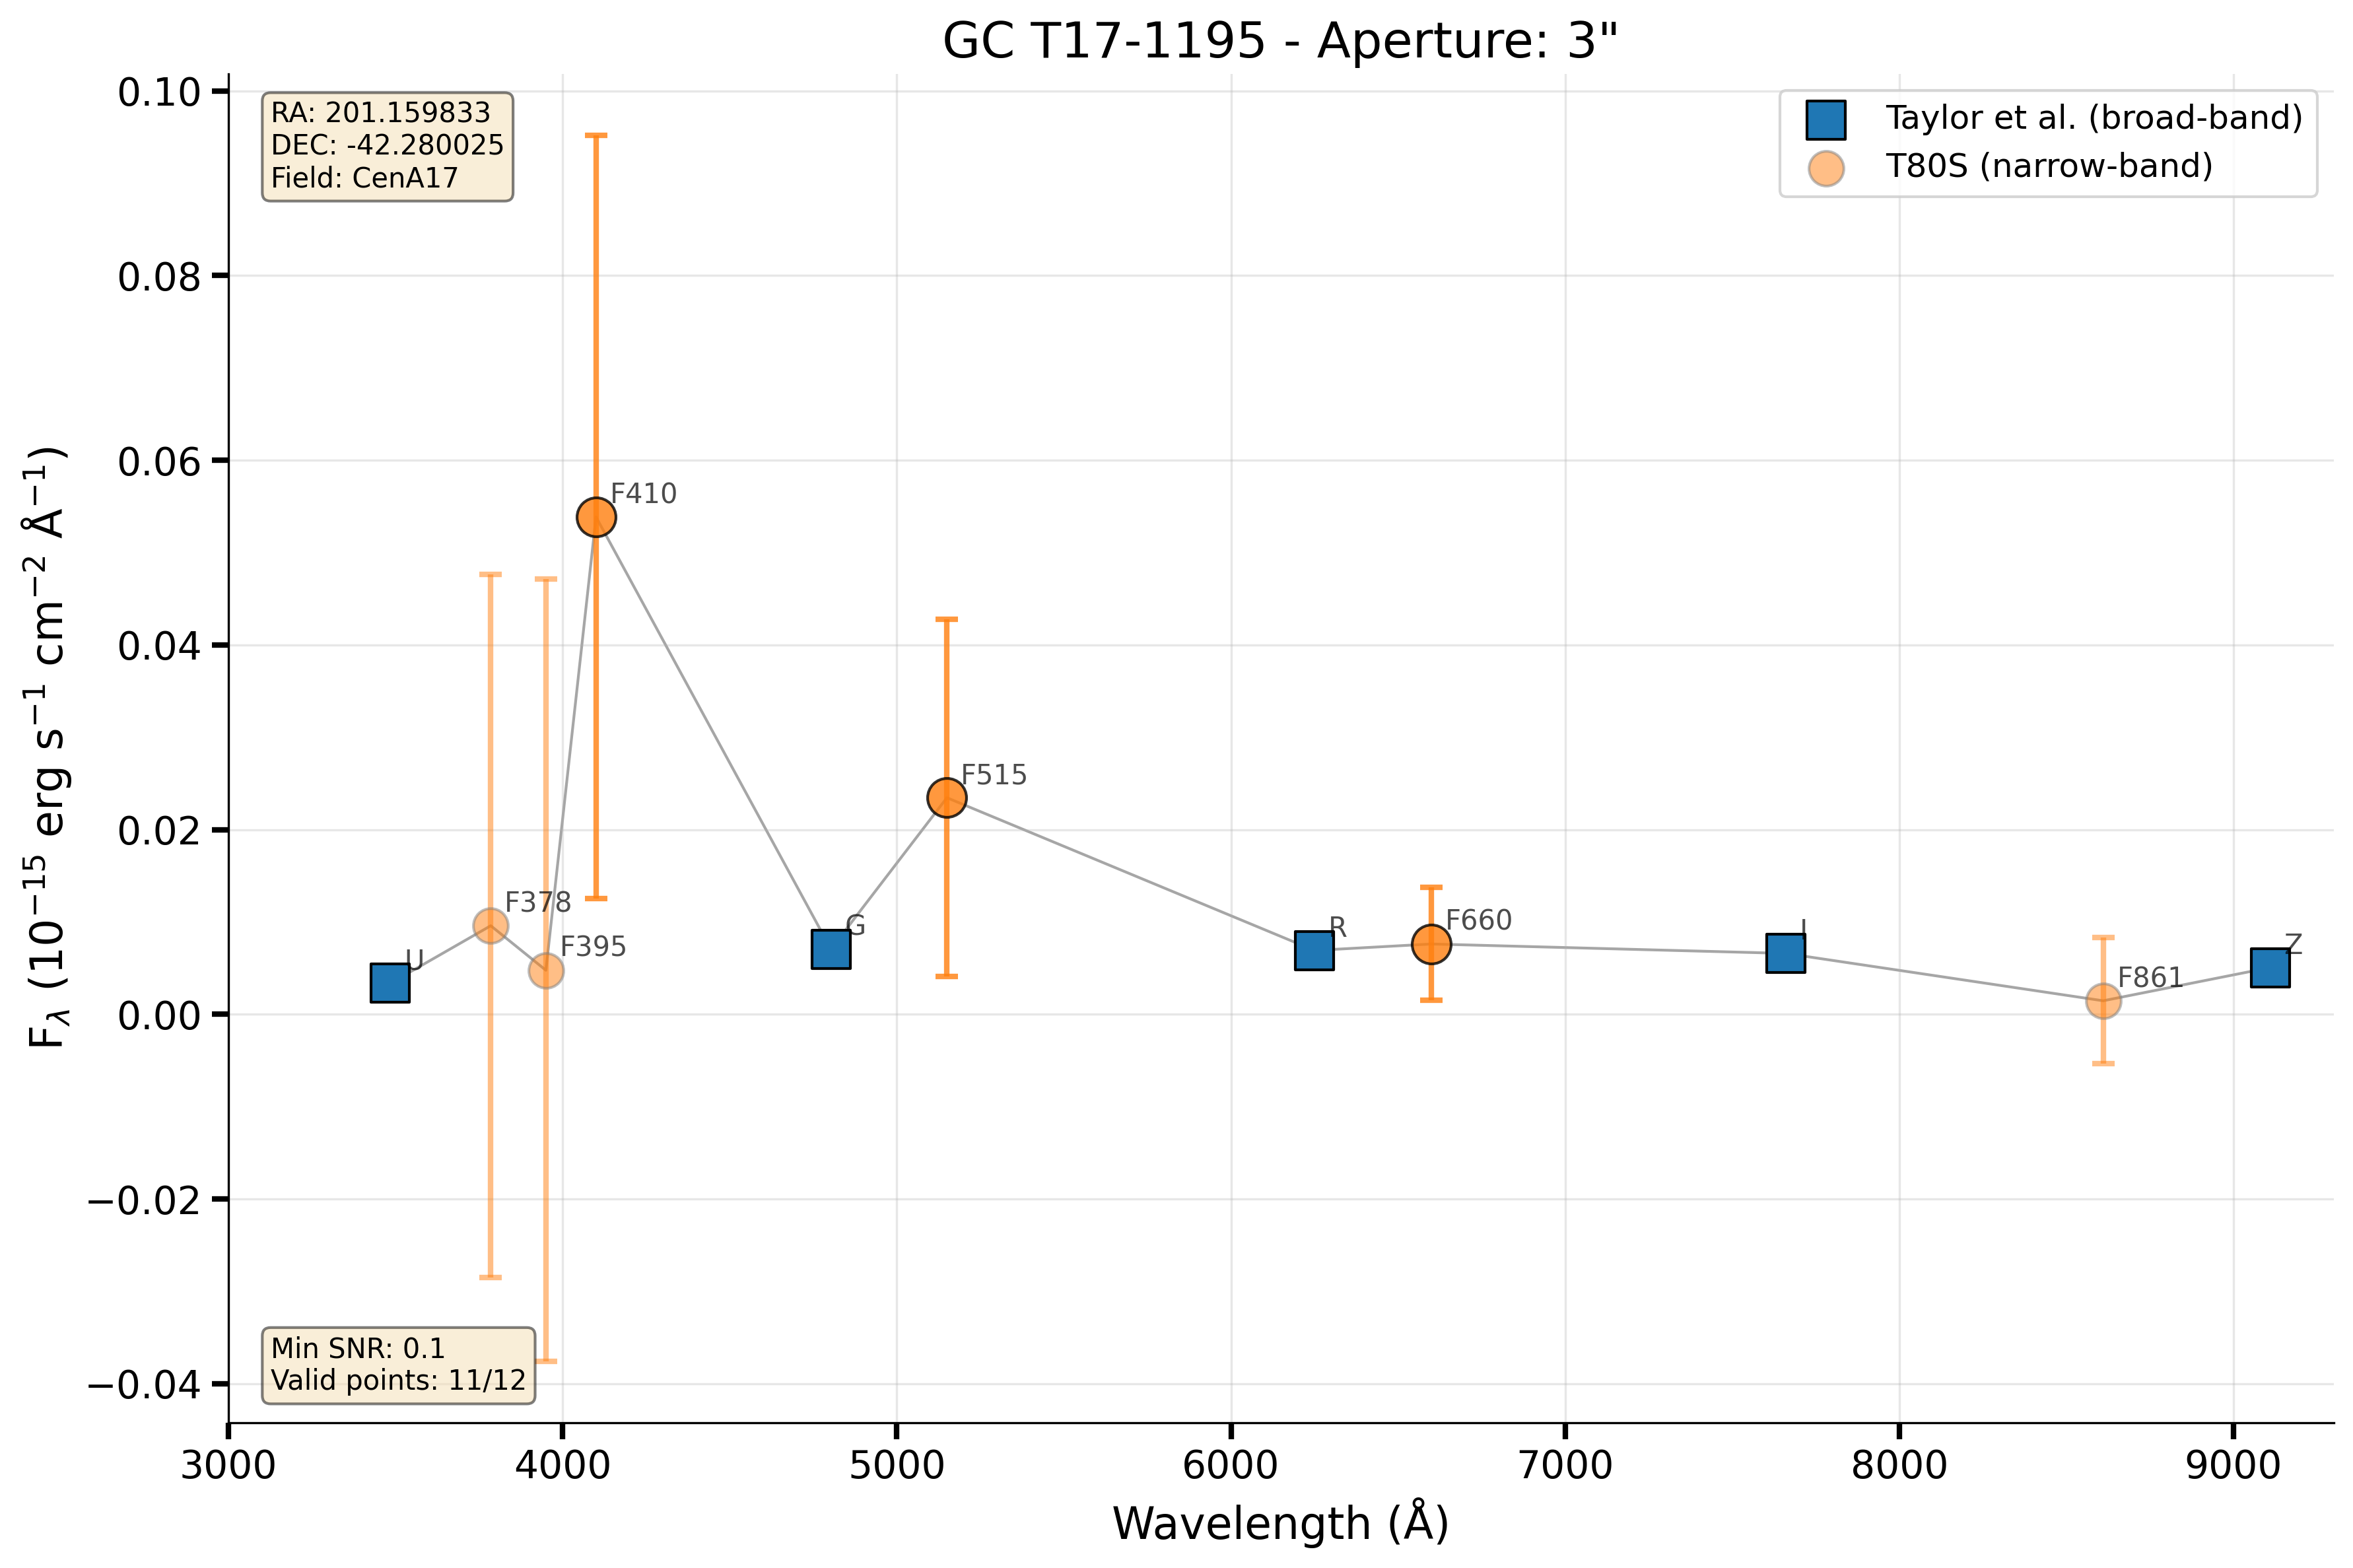 GC T17-1195 - Aperture: 3"
RA: 201.159833
DEC: -42.280025
Field: CenA17
Taylor et al. (broad-band)
T80S (narrow-band)
0.10
0.08
0.06
0.04
0.02
0.00
−0.02
−0.04
F$_{λ}$ (10$^{−15}$ erg s$^{−1}$ cm$^{−2}$ Å$^{−1}$)
U
F378
F395
F410
G
F515
R
F660
I
F861
Z
Min SNR: 0.1
Valid points: 11/12
3000 4000 5000 6000 7000 8000 9000
Wavelength (Å)